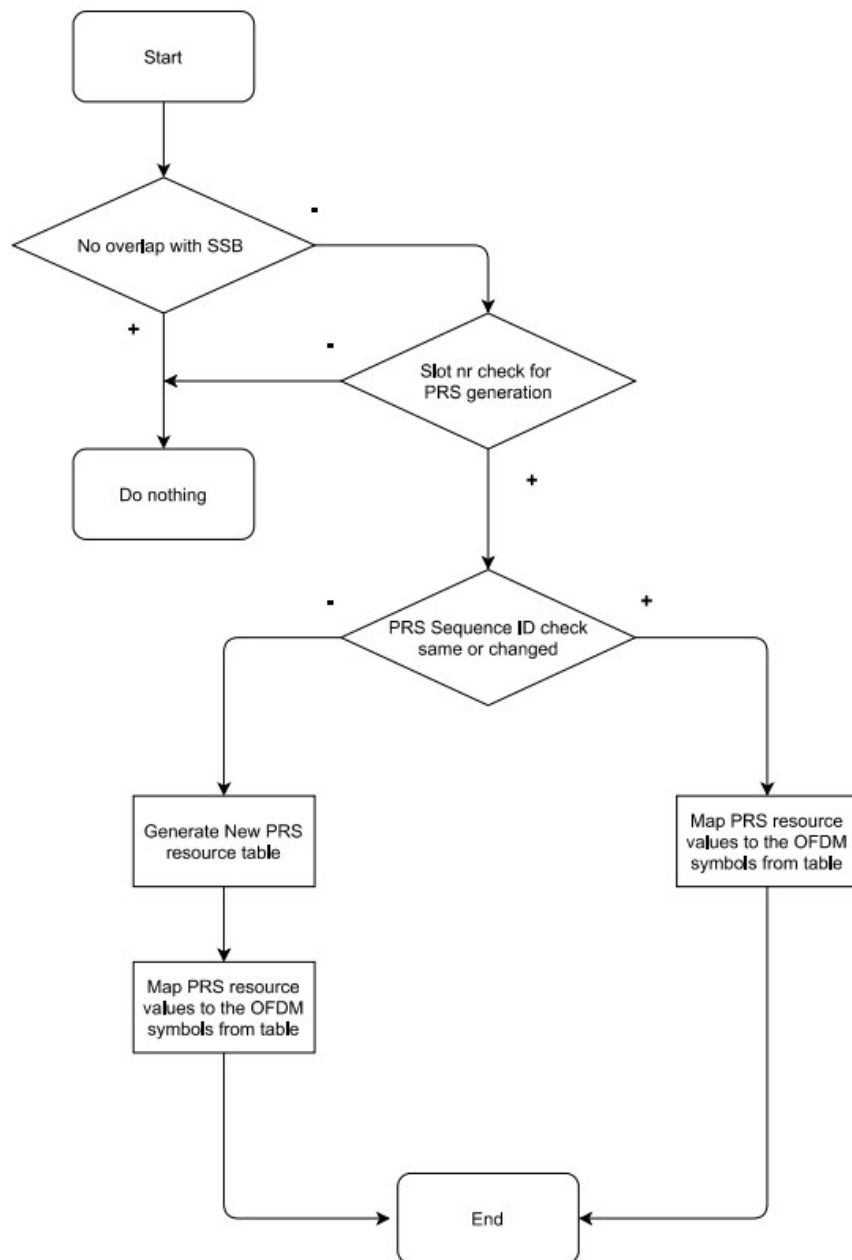 Start
-
No overlap with SSB
+
-
Slot nr check for
PRS generation
Do nothing
+
-
+
PRS Sequence ID check
same or changed
Generate New PRS
resource table
Map PRS resource
values to the OFDM
symbols from table
Map PRS resource
values to the OFDM
symbols from table
End